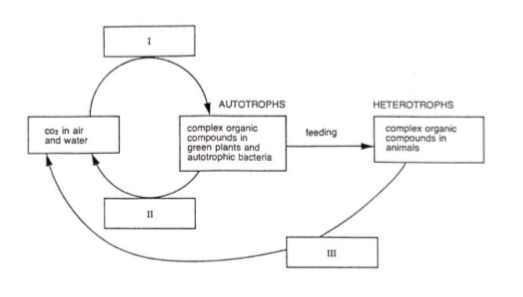 I
AUTOTROPHS
HETEROTROPHS
co₂ in air
and water
complex organic
compounds in
green plants and
autotrophic bacteria
feeding
complex organic
compounds in
animals
II
III